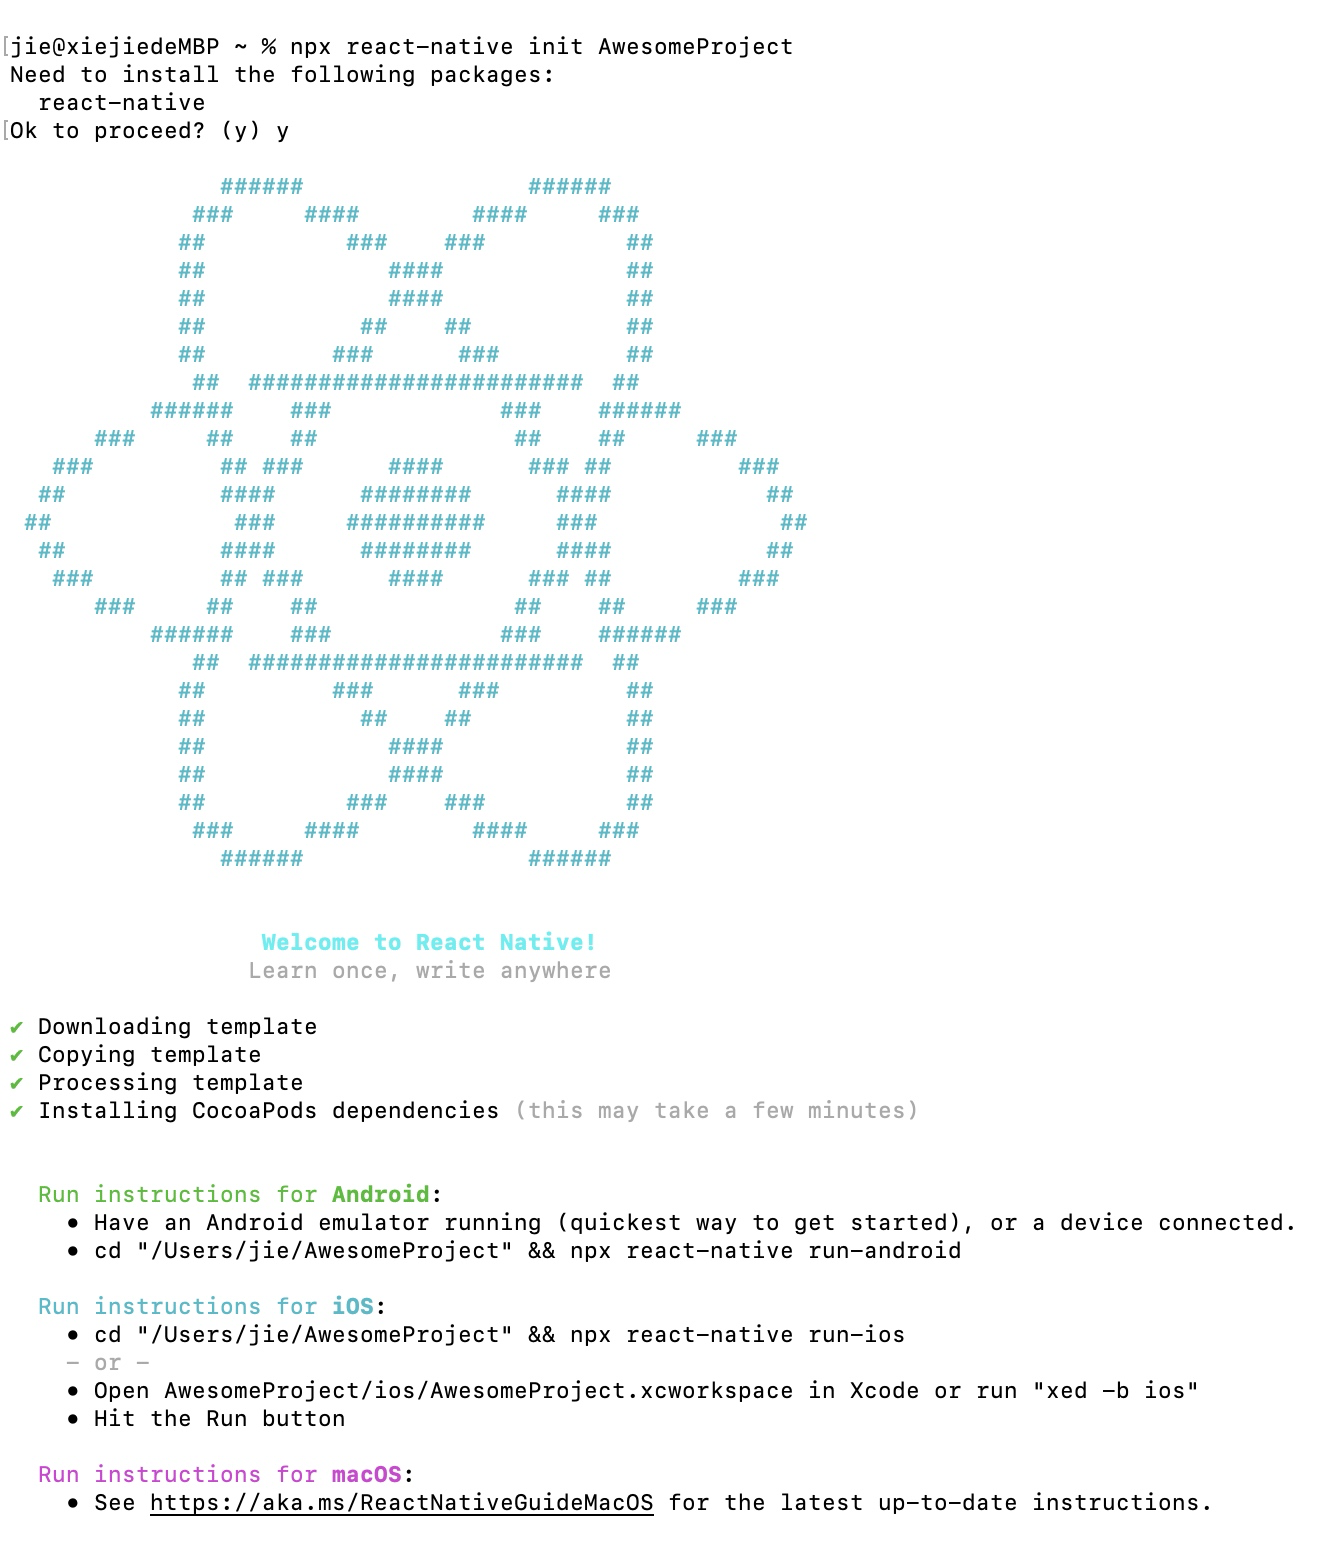 jie@xiejiedeMBP ~ % npx react-native init AwesomeProject
Need to install the following packages:
  react-native
Ok to proceed? (y) y

               ######                ######
             ###     ####        ####     ###
            ##          ###    ###          ##
            ##             ####             ##
            ##             ####             ##
            ##           ##    ##           ##
            ##         ###      ###         ##
             ##  ########################  ##
          ######    ###            ###    ######
      ###     ##    ##              ##    ##     ###
   ###         ## ###      ####      ### ##         ###
  ##           ####      ########      ####           ##
 ##             ###     ##########     ###             ##
  ##           ####      ########      ####           ##
   ###         ## ###      ####      ### ##         ###
      ###     ##    ##              ##    ##     ###
          ######    ###            ###    ######
             ##  ########################  ##
            ##         ###      ###         ##
            ##           ##    ##           ##
            ##             ####             ##
            ##             ####             ##
            ##          ###    ###          ##
             ###     ####        ####     ###
               ######                ######

Welcome to React Native!
Learn once, write anywhere

✔ Downloading template
✔ Copying template
✔ Processing template
✔ Installing CocoaPods dependencies (this may take a few minutes)

Run instructions for Android:
• Have an Android emulator running (quickest way to get started), or a device connected.
• cd "/Users/jie/AwesomeProject" && npx react-native run-android

Run instructions for iOS:
• cd "/Users/jie/AwesomeProject" && npx react-native run-ios
- or -
• Open AwesomeProject/ios/AwesomeProject.xcworkspace in Xcode or run "xed -b ios"
• Hit the Run button

Run instructions for macOS:
• See https://aka.ms/ReactNativeGuideMacOS for the latest up-to-date instructions.